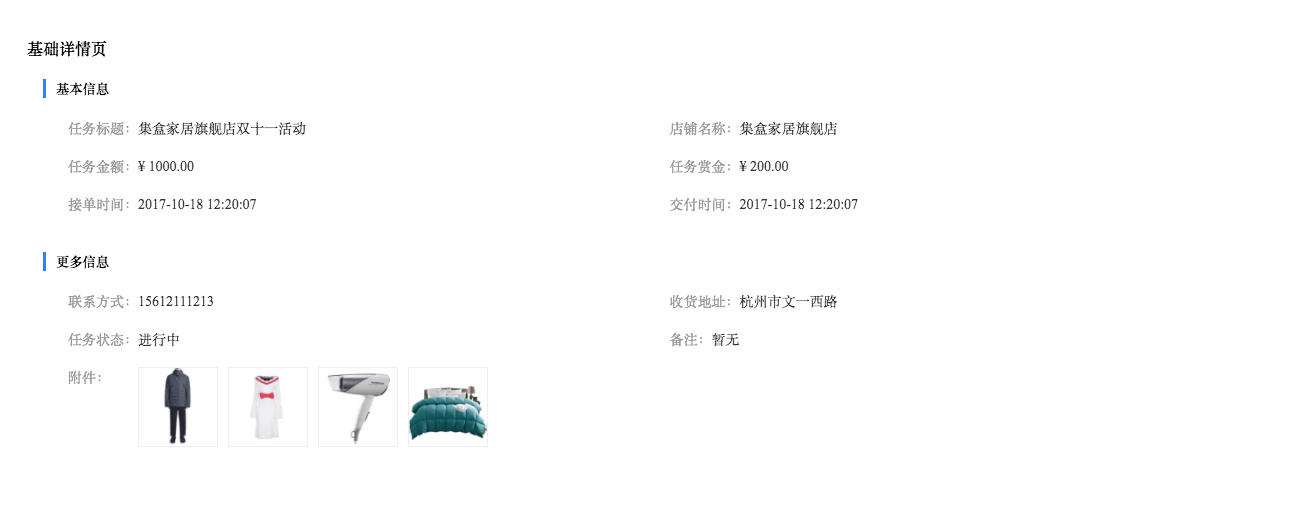 基础详情页
基本信息
任务标题： 集盒家居旗舰店双十一活动 店铺名称： 集盒家居旗舰店
任务金额： ¥ 1000.00 任务赏金： ¥ 200.00
接单时间： 2017-10-18 12:20:07 交付时间： 2017-10-18 12:20:07
更多信息
联系方式： 15612111213 收货地址： 杭州市文一西路
任务状态： 进行中 备注： 暂无
附件：